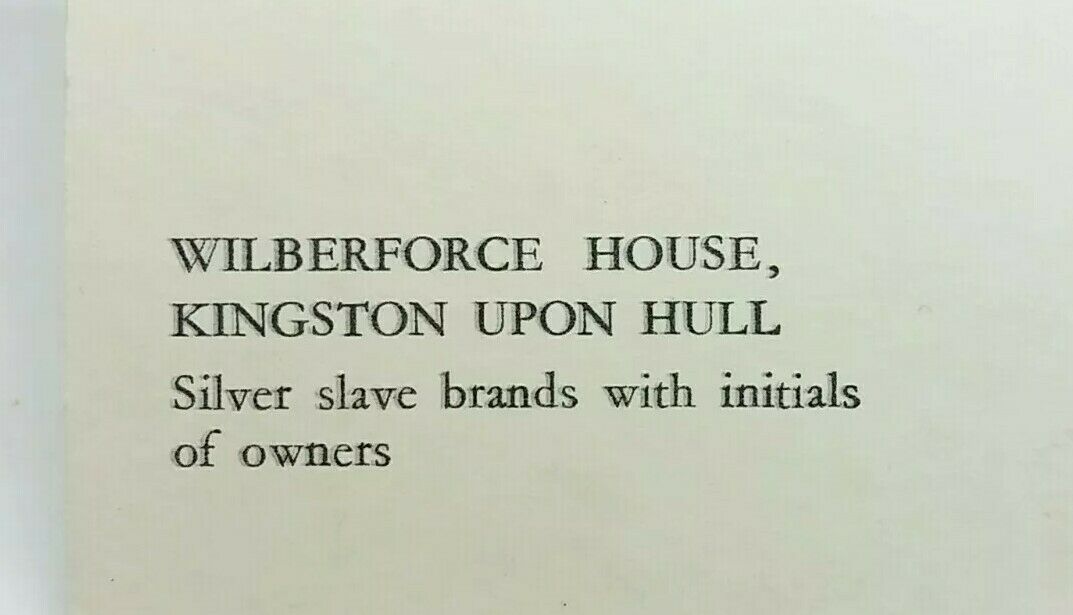 WILBERFORCE HOUSE,
KINGSTON UPON HULL
Silver slave brands with initials
of owners